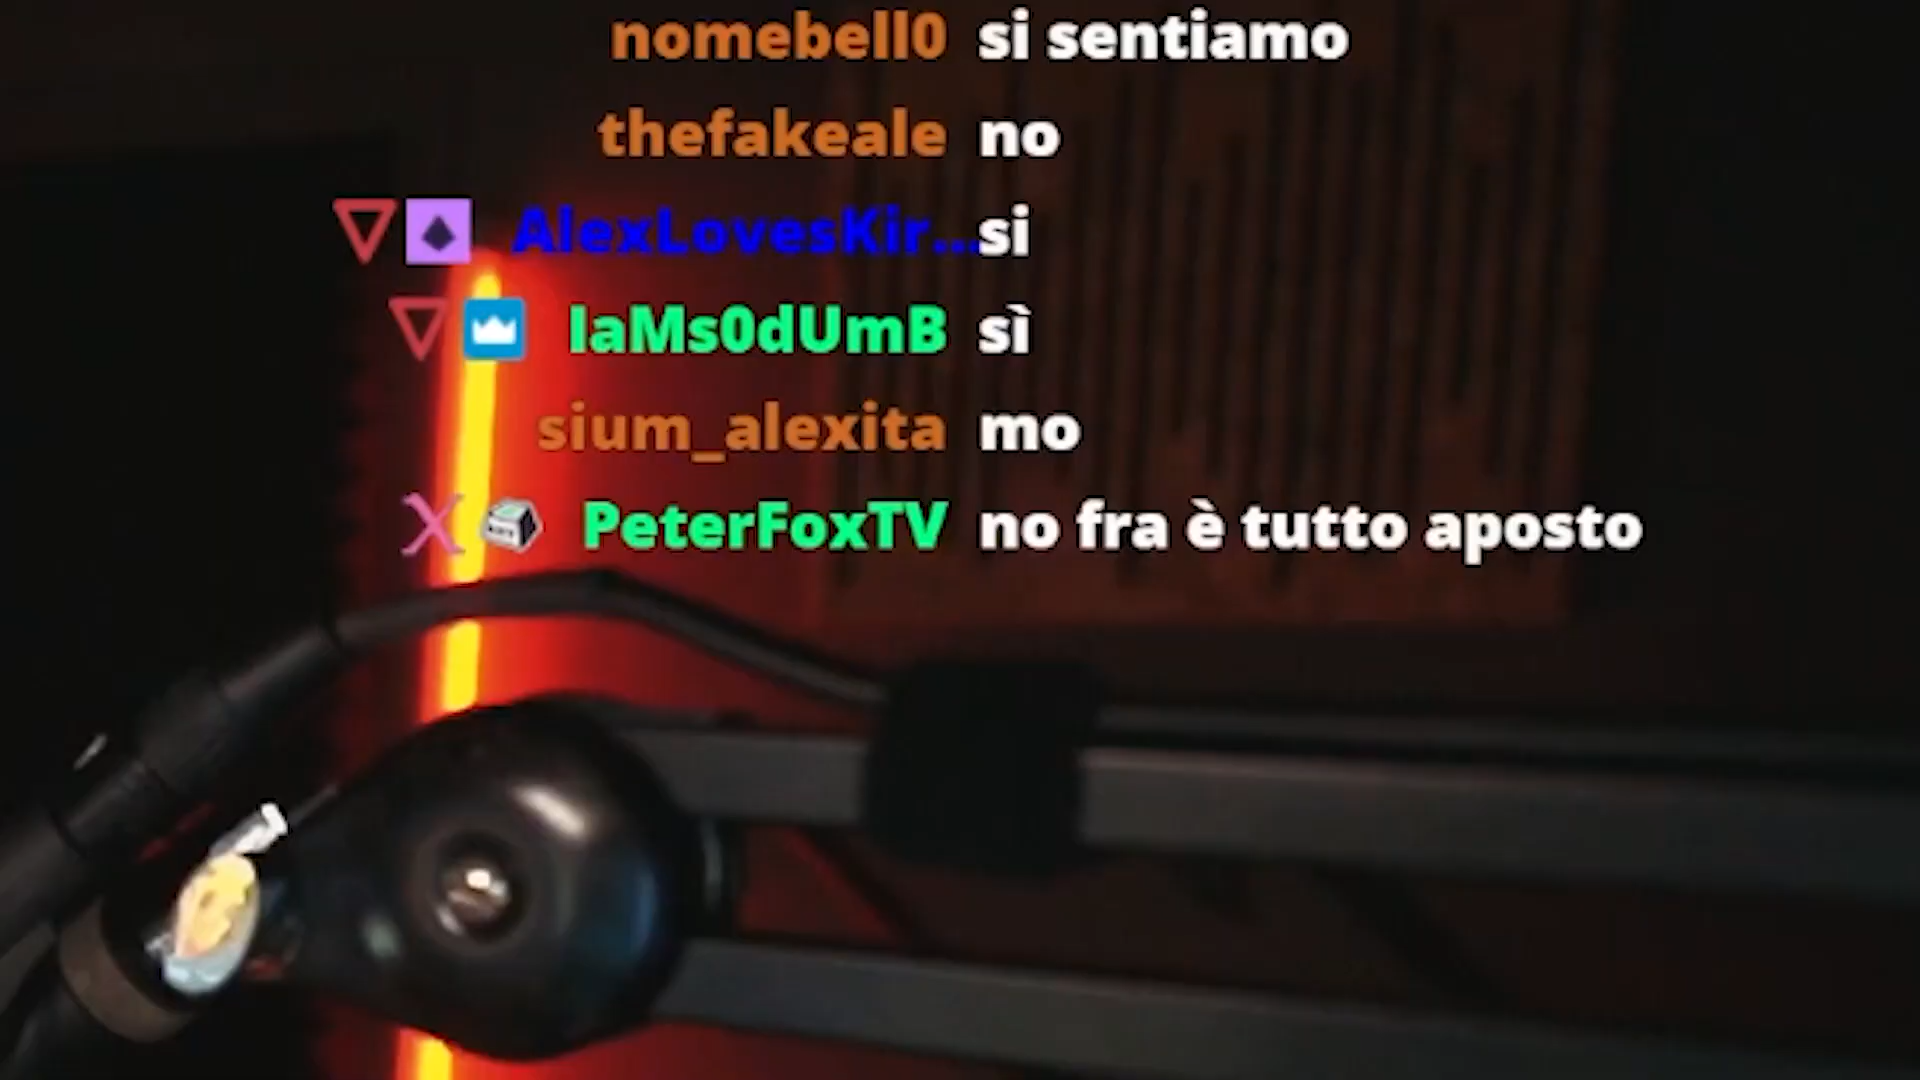 nomebell0 si sentiamo
thefakeale no
AlexLovesKir... si
IaMs0dUmB sì
sium_alexita mo
PeterFoxTV no fra è tutto aposto